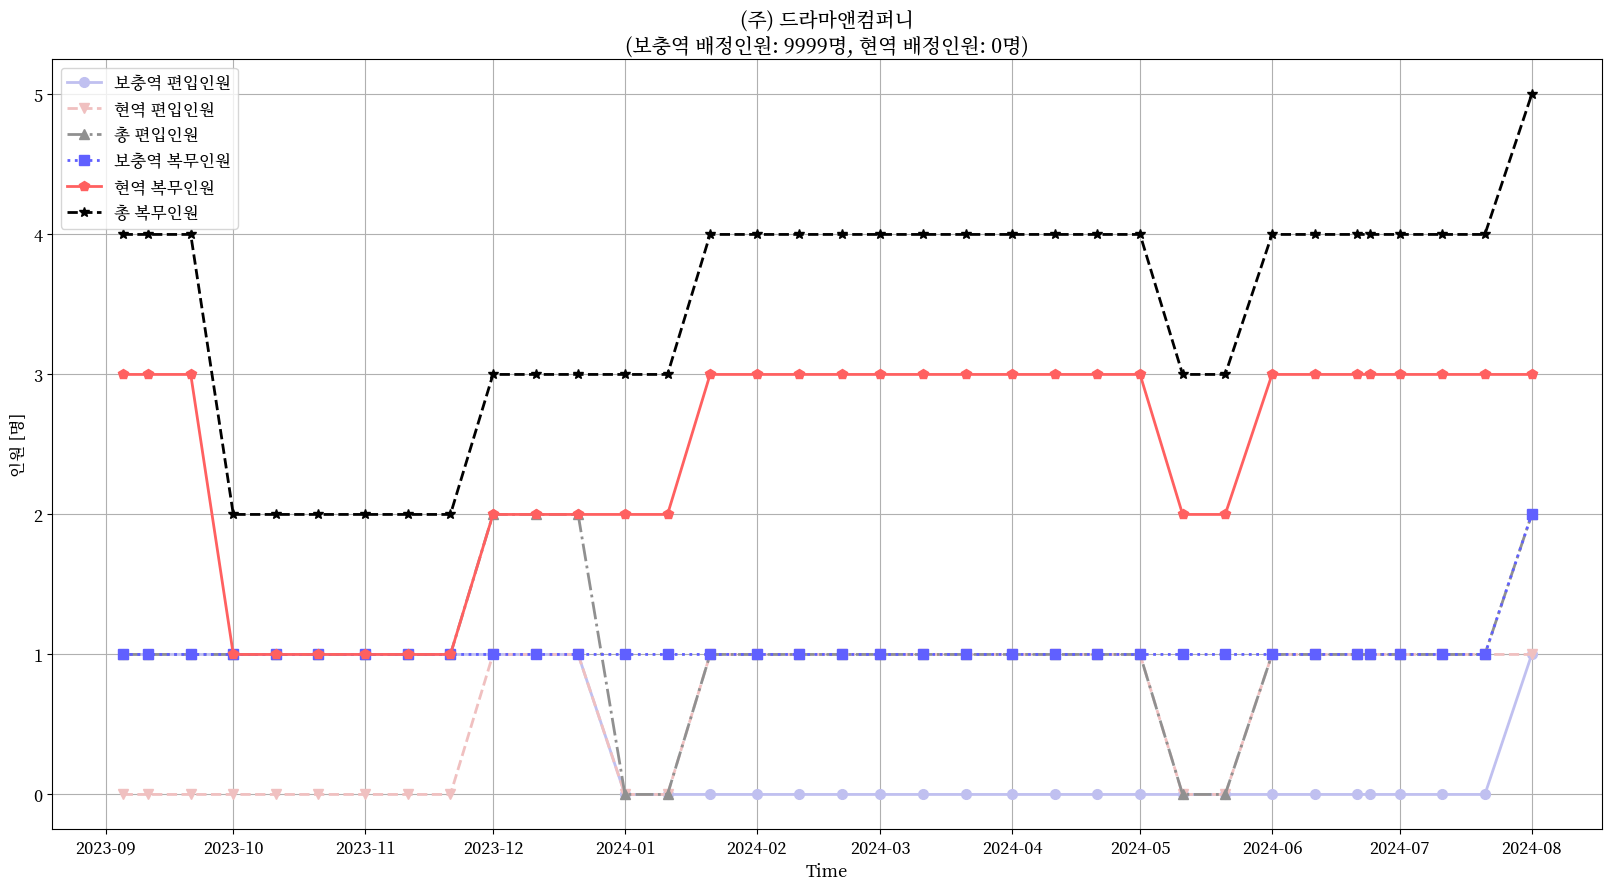 (주) 드라마앤컴퍼니
(보충역 배정인원: 9999명, 현역 배정인원: 0명)
보충역 편입인원
현역 편입인원
총 편입인원
보충역 복무인원
현역 복무인원
총 복무인원
인원 [명]
5
4
3
2
1
0
2023-09 2023-10 2023-11 2023-12 2024-01 2024-02 2024-03 2024-04 2024-05 2024-06 2024-07 2024-08
Time